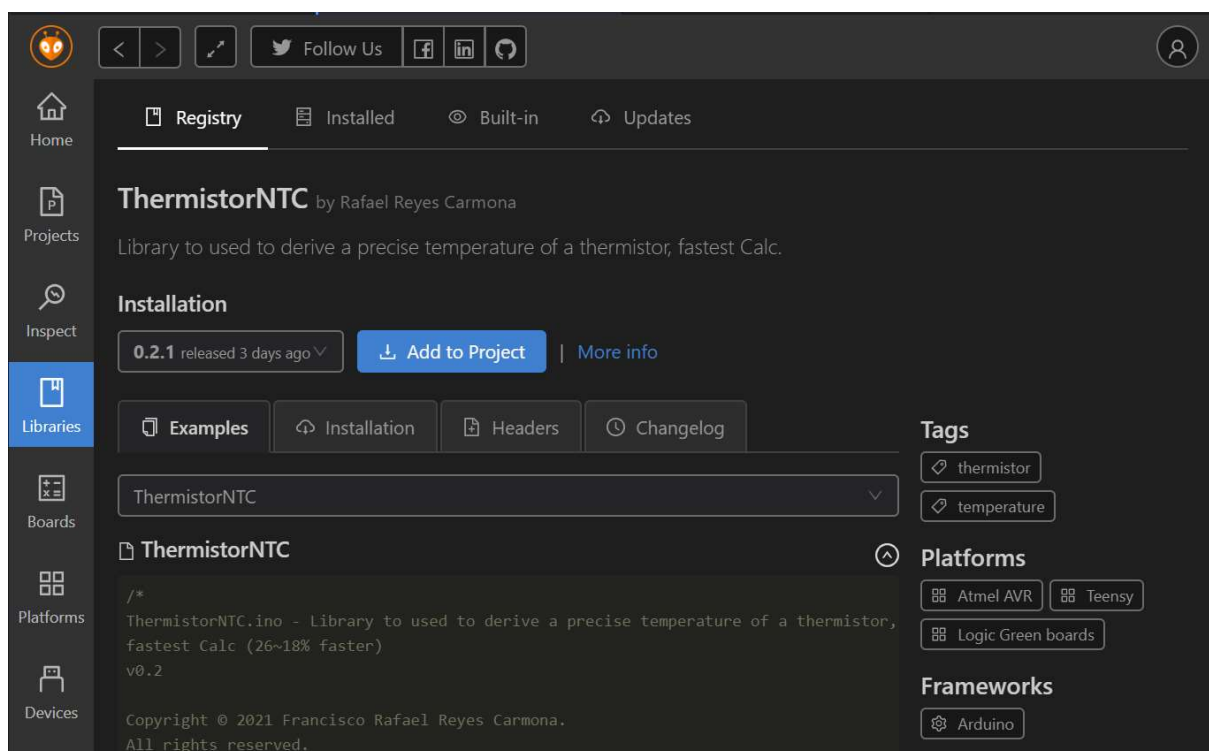 Follow Us
Home
Projects
Inspect
Libraries
Boards
Platforms
Devices
Registry
Installed
Built-in
Updates
ThermistorNTC by Rafael Reyes Carmona
Library to used to derive a precise temperature of a thermistor, fastest Calc.
Installation
0.2.1 released 3 days ago
Add to Project | More info
Examples
Installation
Headers
Changelog
ThermistorNTC
ThermistorNTC
/*
ThermistorNTC.ino - Library to used to derive a precise temperature of a thermistor,
fastest Calc (26~18% faster)
v0.2
Copyright © 2021 Francisco Rafael Reyes Carmona.
All rights reserved.
Tags
thermistor
temperature
Platforms
Atmel AVR
Teensy
Logic Green boards
Frameworks
Arduino